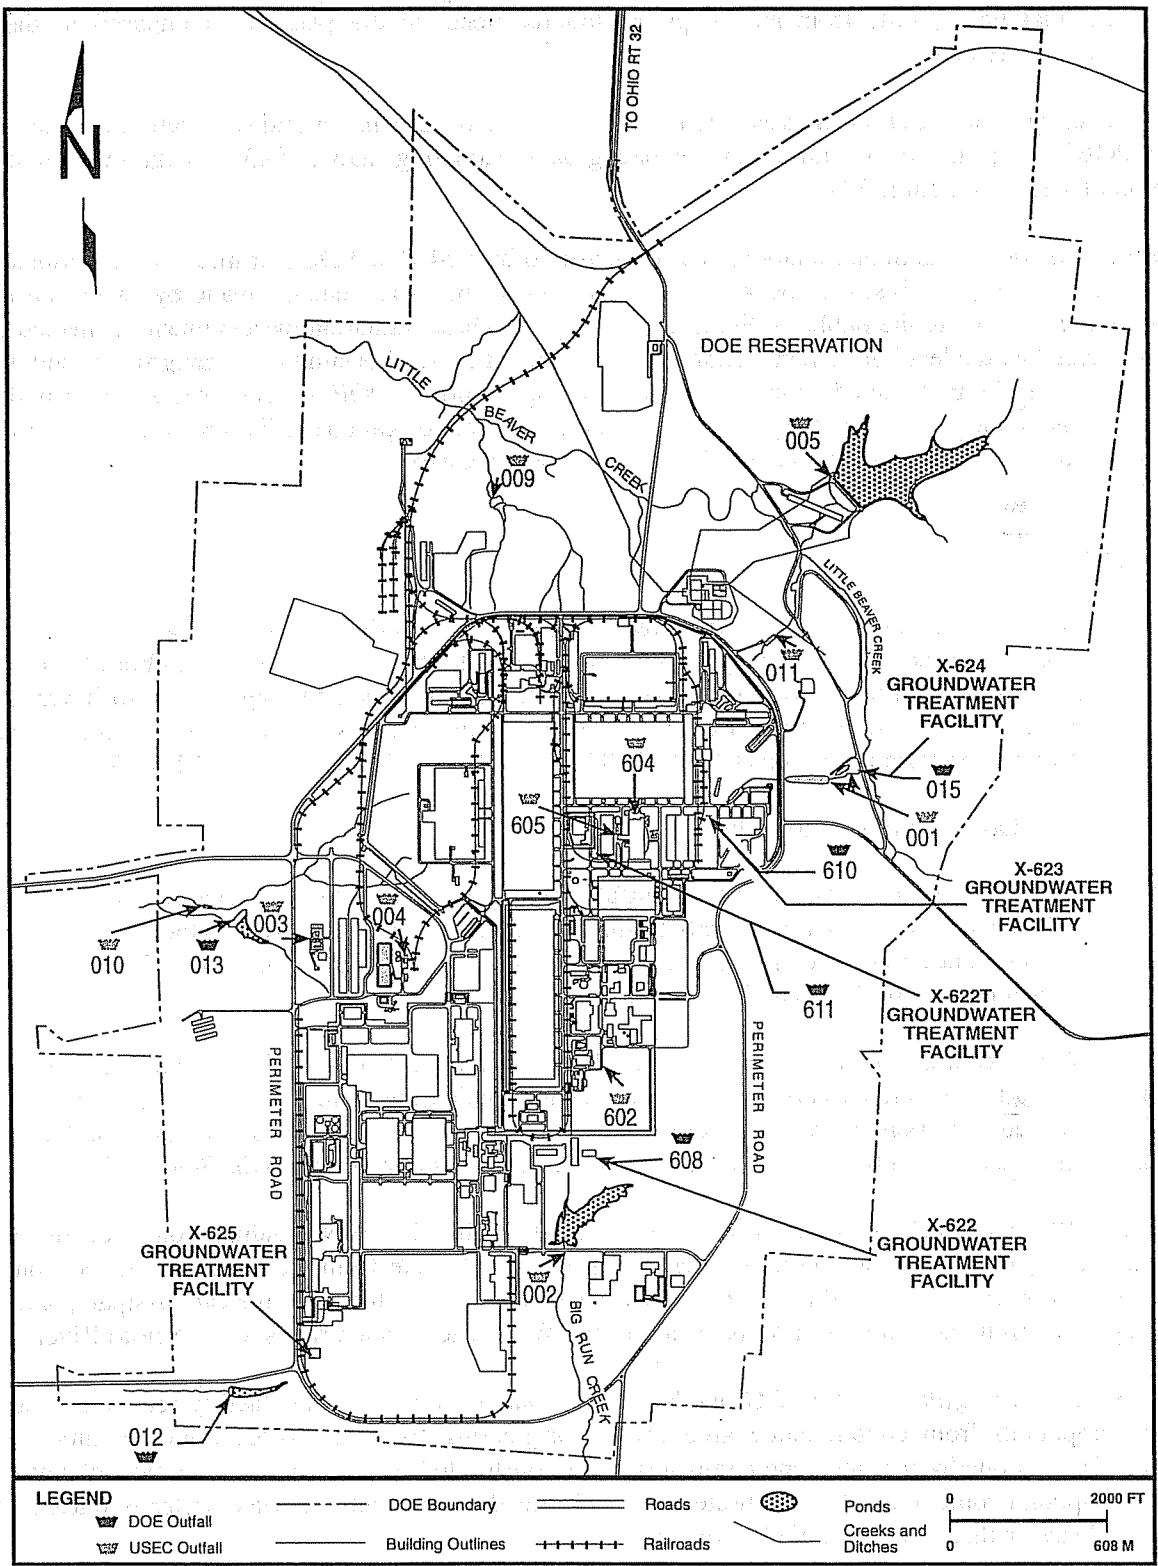 TO OHIO RT 32
N
DOE RESERVATION
LITTLE
BEAVER
CREEK
005
009
LITTLE BEAVER CREEK
011
X-624
GROUNDWATER
TREATMENT
FACILITY
604
015
605
001
610
X-623
GROUNDWATER
TREATMENT
FACILITY
003
004
010
013
X-622T
GROUNDWATER
TREATMENT
FACILITY
611
PERIMETER ROAD
PERIMETER ROAD
602
608
X-625
GROUNDWATER
TREATMENT
FACILITY
X-622
GROUNDWATER
TREATMENT
FACILITY
002
BIG RUN CREEK
012
LEGEND
DOE Outfall
USEC Outfall
DOE Boundary
Building Outlines
Roads
Railroads
Ponds
Creeks and
Ditches
0 2000 FT
0 608 M